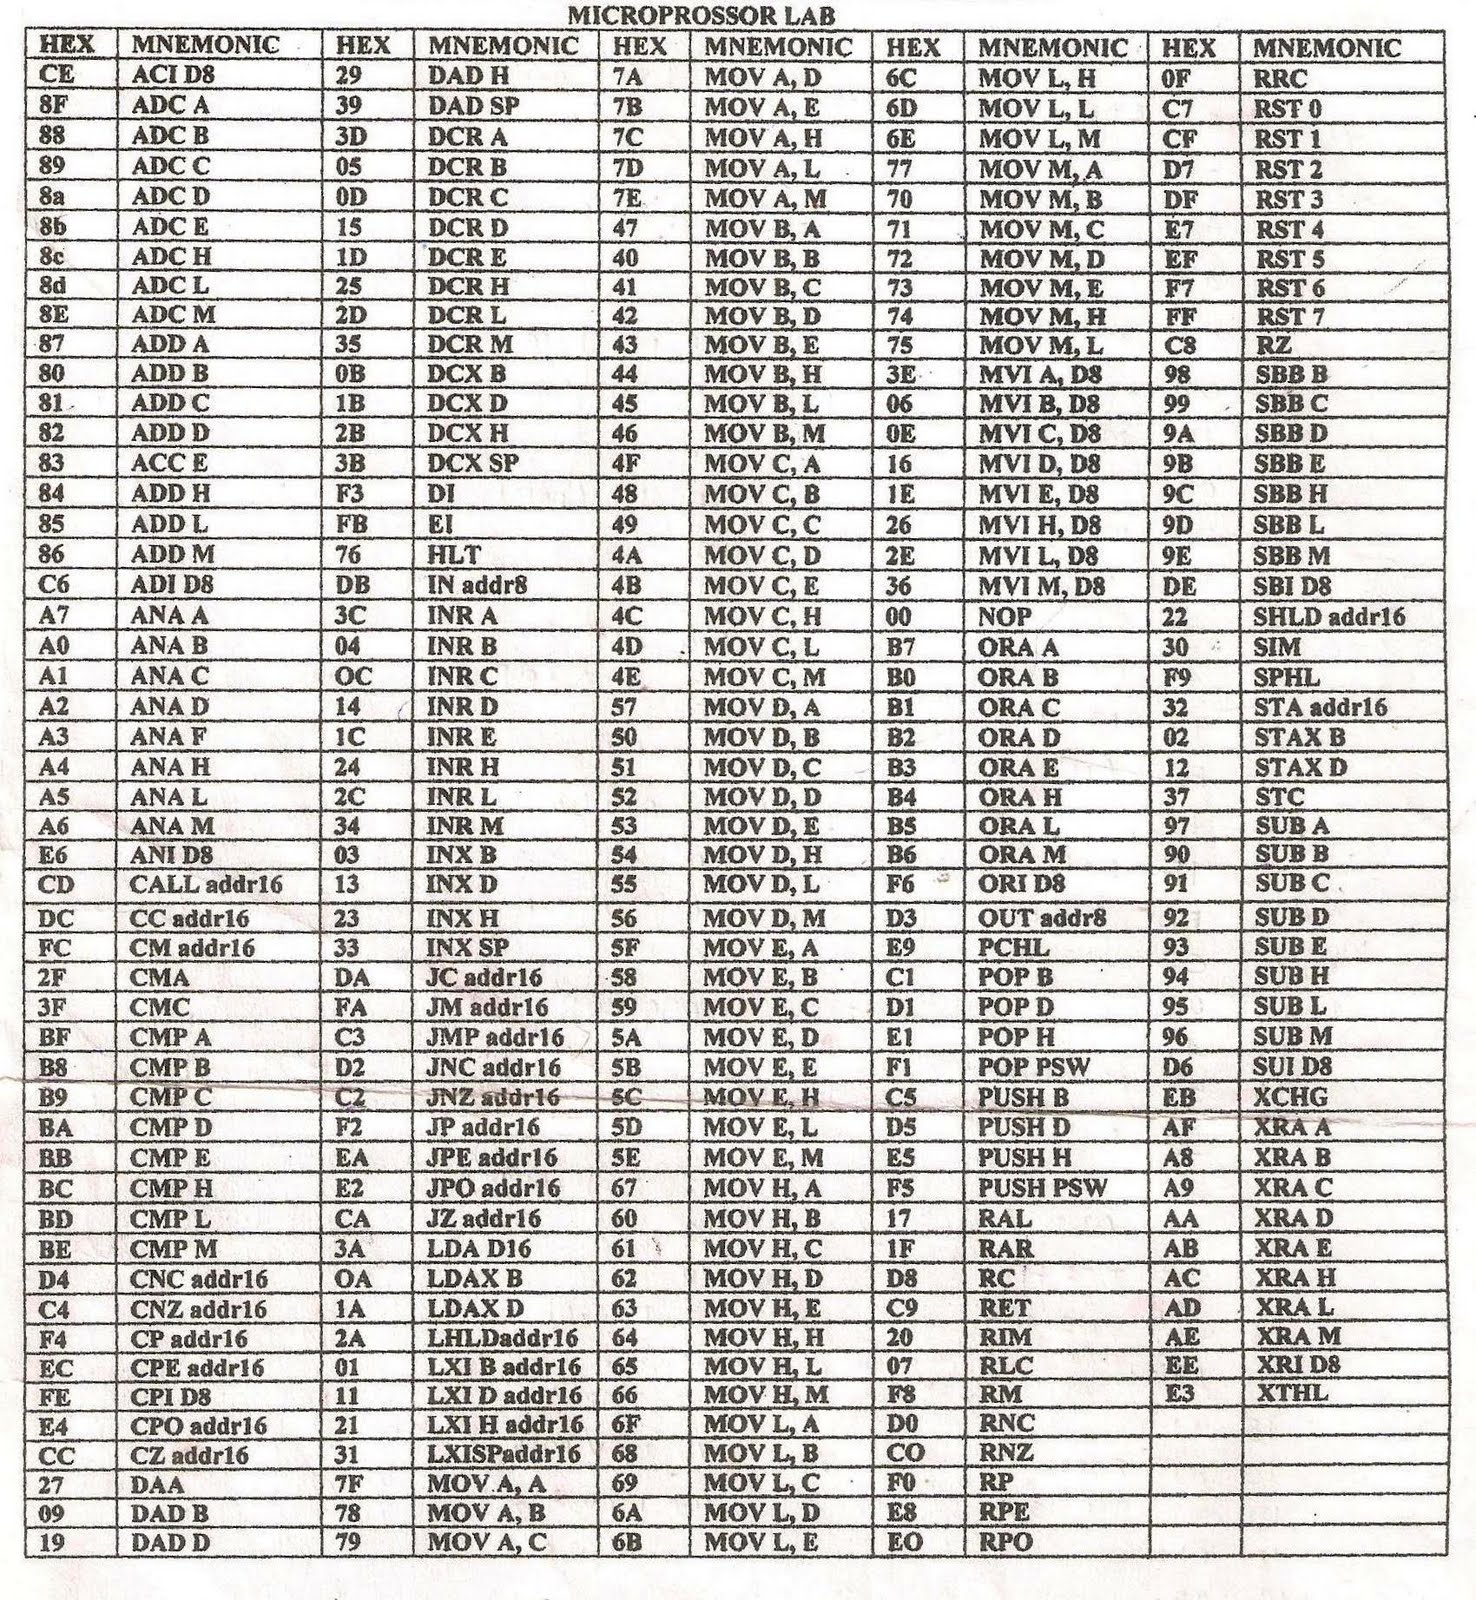 MICROPROSSOR LAB
HEX MNEMONIC HEX MNEMONIC HEX MNEMONIC HEX MNEMONIC HEX MNEMONIC
CE ACI D8 29 DAD H 7A MOV A, D 6C MOV L, H 0F RRC
8F ADC A 39 DAD SP 7B MOV A, E 6D MOV L, L C7 RST 0
88 ADC B 3D DCR A 7C MOV A, H 6E MOV L, M CF RST 1
89 ADC C 05 DCR B 7D MOV A, L 77 MOV M, A D7 RST 2
8a ADC D 0D DCR C 7E MOV A, M 70 MOV M, B DF RST 3
8b ADC E 15 DCR D 47 MOV B, A 71 MOV M, C E7 RST 4
8c ADC H 1D DCR E 40 MOV B, B 72 MOV M, D EF RST 5
8d ADC L 25 DCR H 41 MOV B, C 73 MOV M, E F7 RST 6
8E ADC M 2D DCR L 42 MOV B, D 74 MOV M, H FF RST 7
87 ADD A 35 DCR M 43 MOV B, E 75 MOV M, L C8 RZ
80 ADD B 0B DCX B 44 MOV B, H 3E MVI A, D8 98 SBB B
81 ADD C 1B DCX D 45 MOV B, L 06 MVI B, D8 99 SBB C
82 ADD D 2B DCX H 46 MOV B, M 0E MVI C, D8 9A SBB D
83 ACC E 3B DCX SP 4F MOV C, A 16 MVI D, D8 9B SBB E
84 ADD H F3 DI 48 MOV C, B 1E MVI E, D8 9C SBB H
85 ADD L FB EI 49 MOV C, C 26 MVI H, D8 9D SBB L
86 ADD M 76 HLT 4A MOV C, D 2E MVI L, D8 9E SBB M
C6 ADI D8 DB IN addr8 4B MOV C, E 36 MVI M, D8 DE SBI D8
A7 ANA A 3C INR A 4C MOV C, H 00 NOP 22 SHLD addr16
A0 ANA B 04 INR B 4D MOV C, L B7 ORA A 30 SIM
A1 ANA C OC INR C 4E MOV C, M B0 ORA B F9 SPHL
A2 ANA D 14 INR D 57 MOV D, A B1 ORA C 32 STA addr16
A3 ANA F 1C INR E 50 MOV D, B B2 ORA D 02 STAX B
A4 ANA H 24 INR H 51 MOV D, C B3 ORA E 12 STAX D
A5 ANA L 2C INR L 52 MOV D, D B4 ORA H 37 STC
A6 ANA M 34 INR M 53 MOV D, E B5 ORA L 97 SUB A
E6 ANI D8 03 INX B 54 MOV D, H B6 ORA M 90 SUB B
CD CALL addr16 13 INX D 55 MOV D, L F6 ORI D8 91 SUB C
DC CC addr16 23 INX H 56 MOV D, M D3 OUT addr8 92 SUB D
FC CM addr16 33 INX SP 5F MOV E, A E9 PCHL 93 SUB E
2F CMA DA JC addr16 58 MOV E, B C1 POP B 94 SUB H
3F CMC FA JM addr16 59 MOV E, C D1 POP D 95 SUB L
BF CMP A C3 JMP addr16 5A MOV E, D E1 POP H 96 SUB M
B8 CMP B D2 JNC addr16 5B MOV E, E F1 POP PSW D6 SUI D8
B9 CMP C C2 JNZ addr16 5C MOV E, H C5 PUSH B EB XCHG
BA CMP D F2 JP addr16 5D MOV E, L D5 PUSH D AF XRA A
BB CMP E EA JPE addr16 5E MOV E, M E5 PUSH H A8 XRA B
BC CMP H E2 JPO addr16 67 MOV H, A F5 PUSH PSW A9 XRA C
BD CMP L CA JZ addr16 60 MOV H, B 17 RAL AA XRA D
BE CMP M 3A LDA D16 61 MOV H, C 1F RAR AB XRA E
D4 CNC addr16 OA LDAX B 62 MOV H, D D8 RC AC XRA H
C4 CNZ addr16 1A LDAX D 63 MOV H, E C9 RET AD XRA L
F4 CP addr16 2A LHLDaddr16 64 MOV H, H 20 RIM AE XRA M
EC CPE addr16 01 LXI B addr16 65 MOV H, L 07 RLC EE XRI D8
FE CPI D8 11 LXI D addr16 66 MOV H, M F8 RM E3 XTHL
E4 CPO addr16 21 LXI H addr16 6F MOV L, A D0 RNC
CC CZ addr16 31 LXISPaddr16 68 MOV L, B CO RNZ
27 DAA 7F MOV A, A 69 MOV L, C F0 RP
09 DAD B 78 MOV A, B 6A MOV L, D E8 RPE
19 DAD D 79 MOV A, C 6B MOV L, E EO RPO